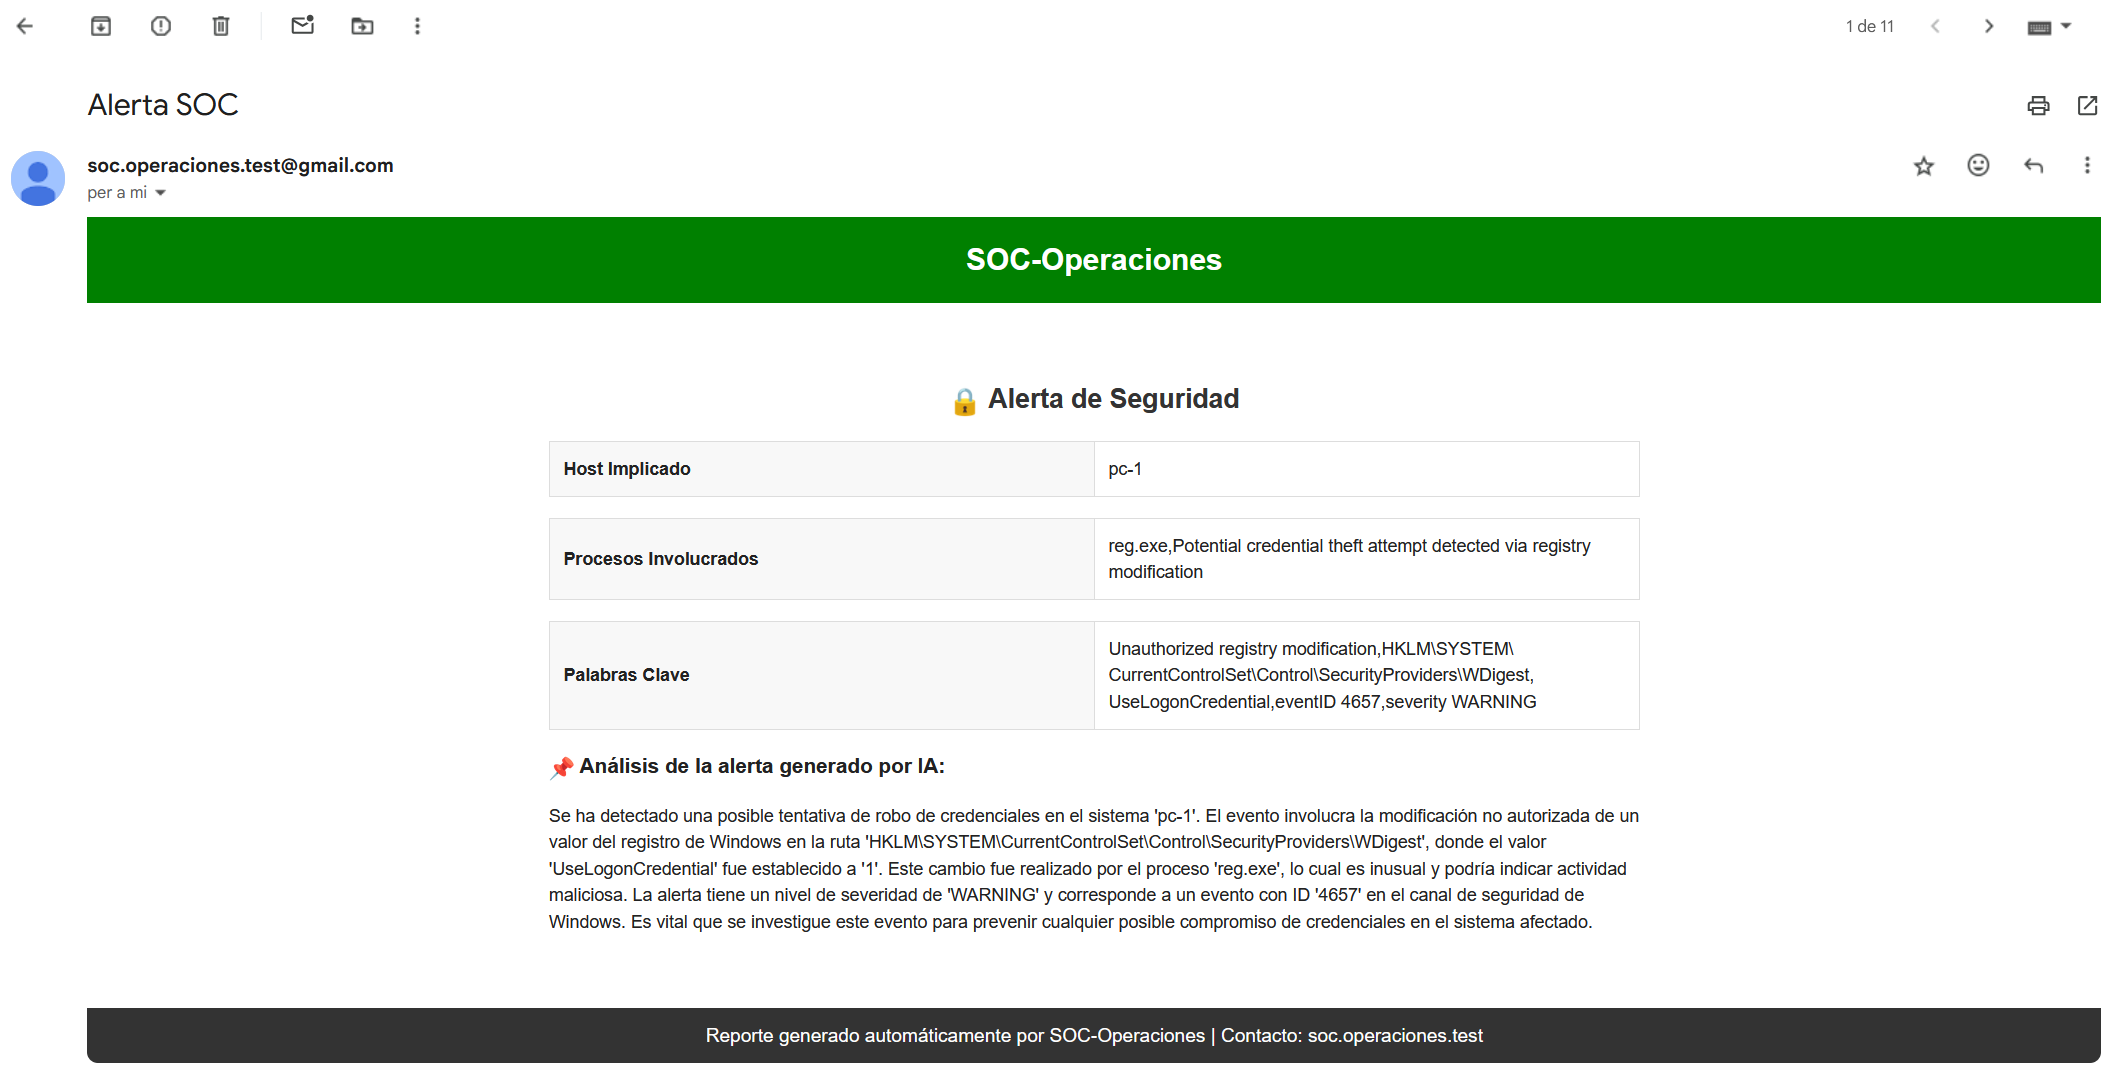 1 de 11
Alerta SOC
soc.operaciones.test@gmail.com
per a mi
SOC-Operaciones
Alerta de Seguridad
Host Implicado
pc-1
Procesos Involucrados
reg.exe,Potential credential theft attempt detected via registry
modification
Palabras Clave
Unauthorized registry modification,HKLM\SYSTEM\
CurrentControlSet\Control\SecurityProviders\WDigest,
UseLogonCredential,eventID 4657,severity WARNING
Análisis de la alerta generado por IA:
Se ha detectado una posible tentativa de robo de credenciales en el sistema 'pc-1'. El evento involucra la modificación no autorizada de un
valor del registro de Windows en la ruta 'HKLM\SYSTEM\CurrentControlSet\Control\SecurityProviders\WDigest', donde el valor
'UseLogonCredential' fue establecido a '1'. Este cambio fue realizado por el proceso 'reg.exe', lo cual es inusual y podría indicar actividad
maliciosa. La alerta tiene un nivel de severidad de 'WARNING' y corresponde a un evento con ID '4657' en el canal de seguridad de
Windows. Es vital que se investigue este evento para prevenir cualquier posible compromiso de credenciales en el sistema afectado.
Reporte generado automáticamente por SOC-Operaciones | Contacto: soc.operaciones.test